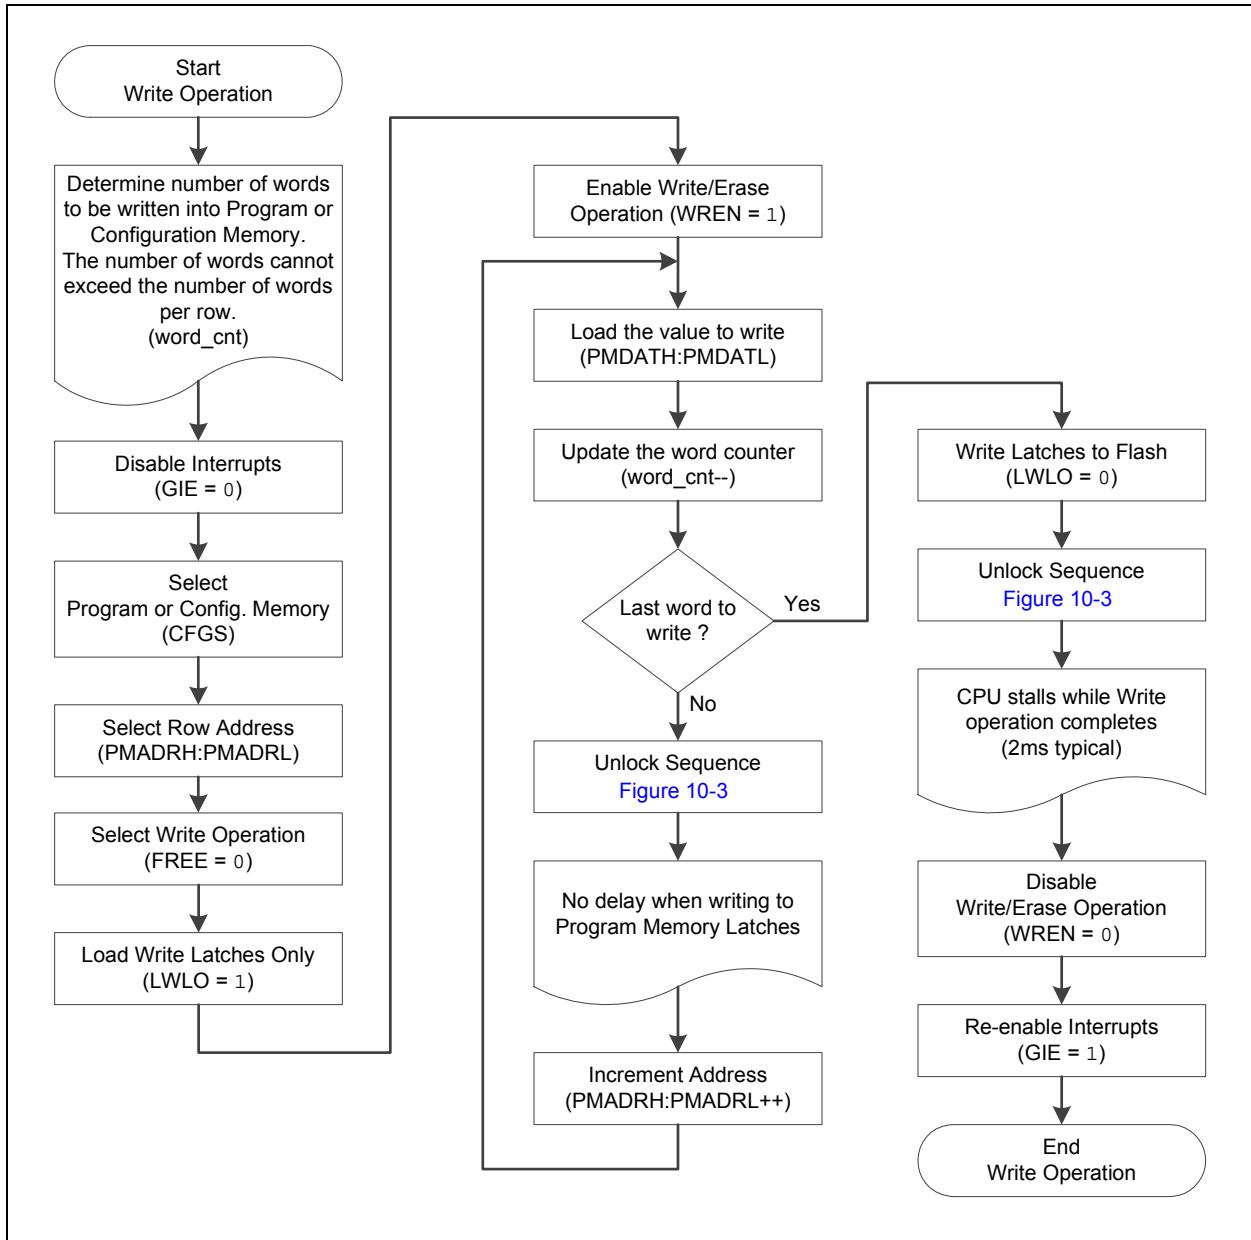 Start
Write Operation
Determine number of words
to be written into Program or
Configuration Memory.
The number of words cannot
exceed the number of words
per row.
(word_cnt)
Disable Interrupts
(GIE = 0)
Select
Program or Config. Memory
(CFGS)
Select Row Address
(PMADRH:PMADRL)
Select Write Operation
(FREE = 0)
Load Write Latches Only
(LWLO = 1)
Enable Write/Erase
Operation (WREN = 1)
Load the value to write
(PMDATH:PMDATL)
Update the word counter
(word_cnt--)
Last word to
write ?
Yes
No
Unlock Sequence
Figure 10-3
No delay when writing to
Program Memory Latches
Increment Address
(PMADRH:PMADRL++)
Write Latches to Flash
(LWLO = 0)
Unlock Sequence
Figure 10-3
CPU stalls while Write
operation completes
(2ms typical)
Disable
Write/Erase Operation
(WREN = 0)
Re-enable Interrupts
(GIE = 1)
End
Write Operation